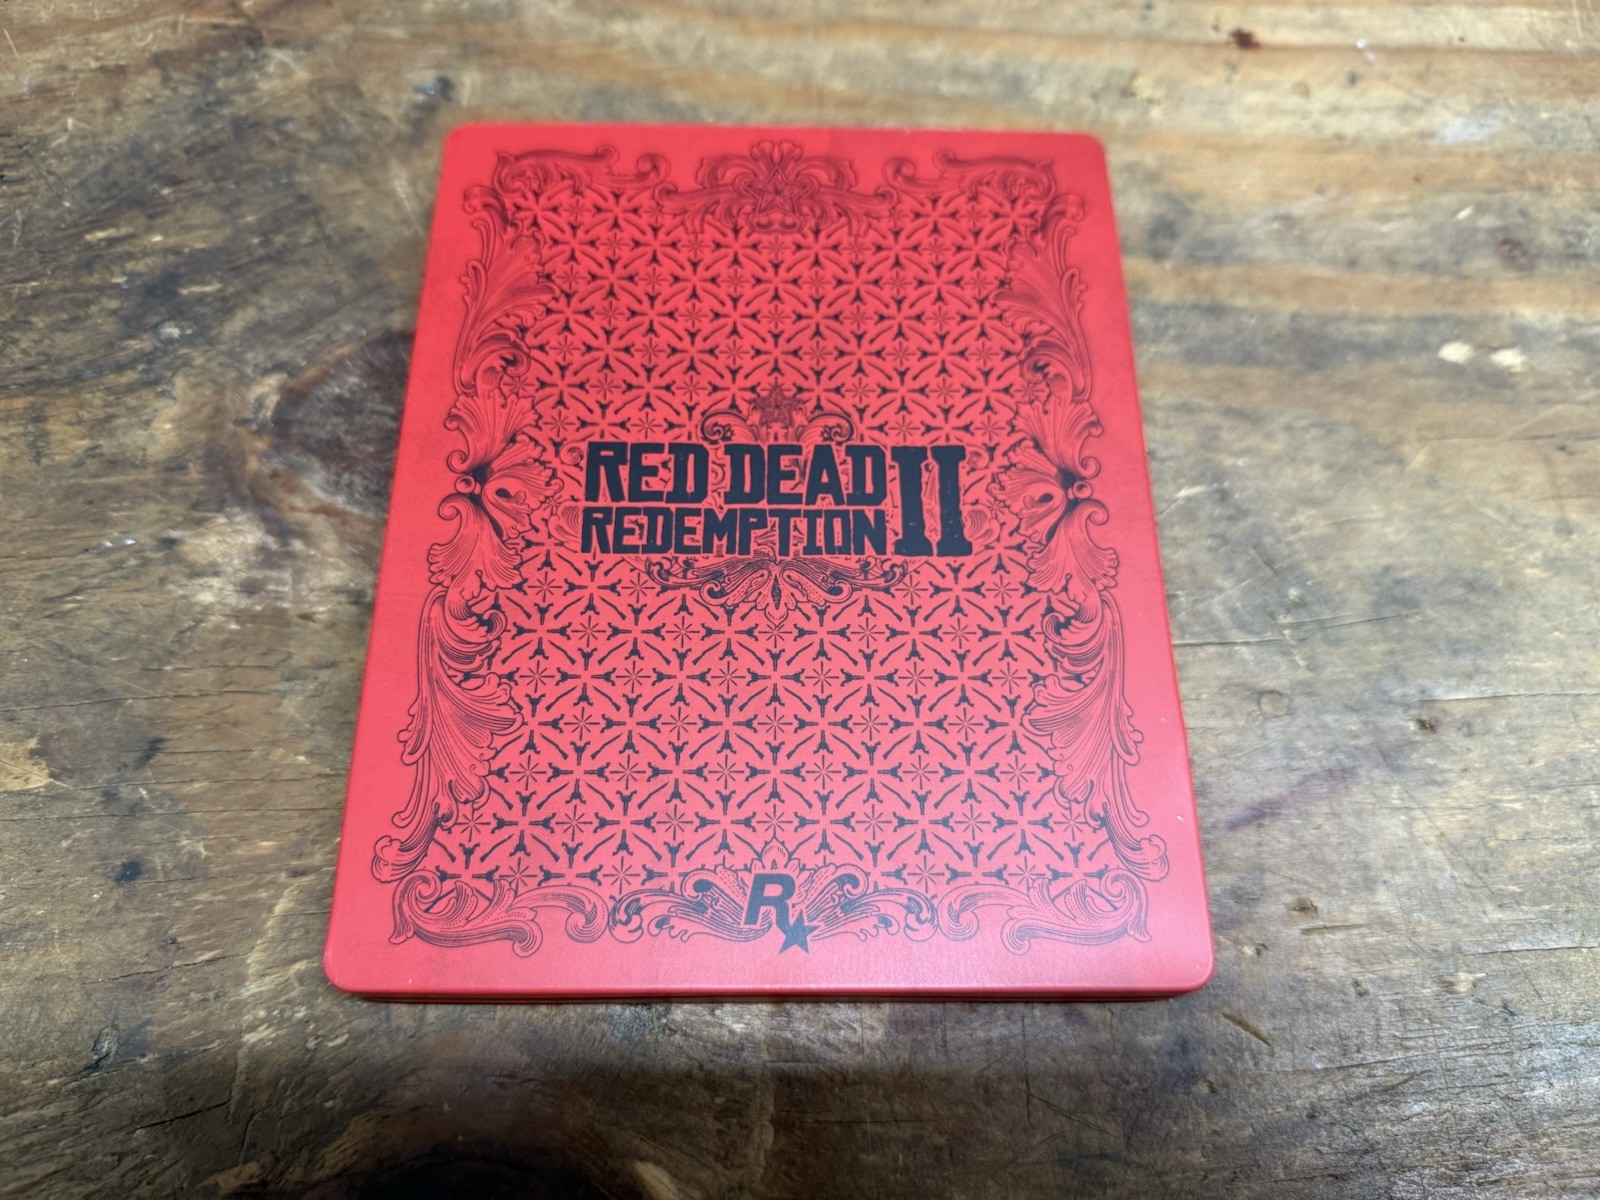 RED DEAD
REDEMPTION II
R